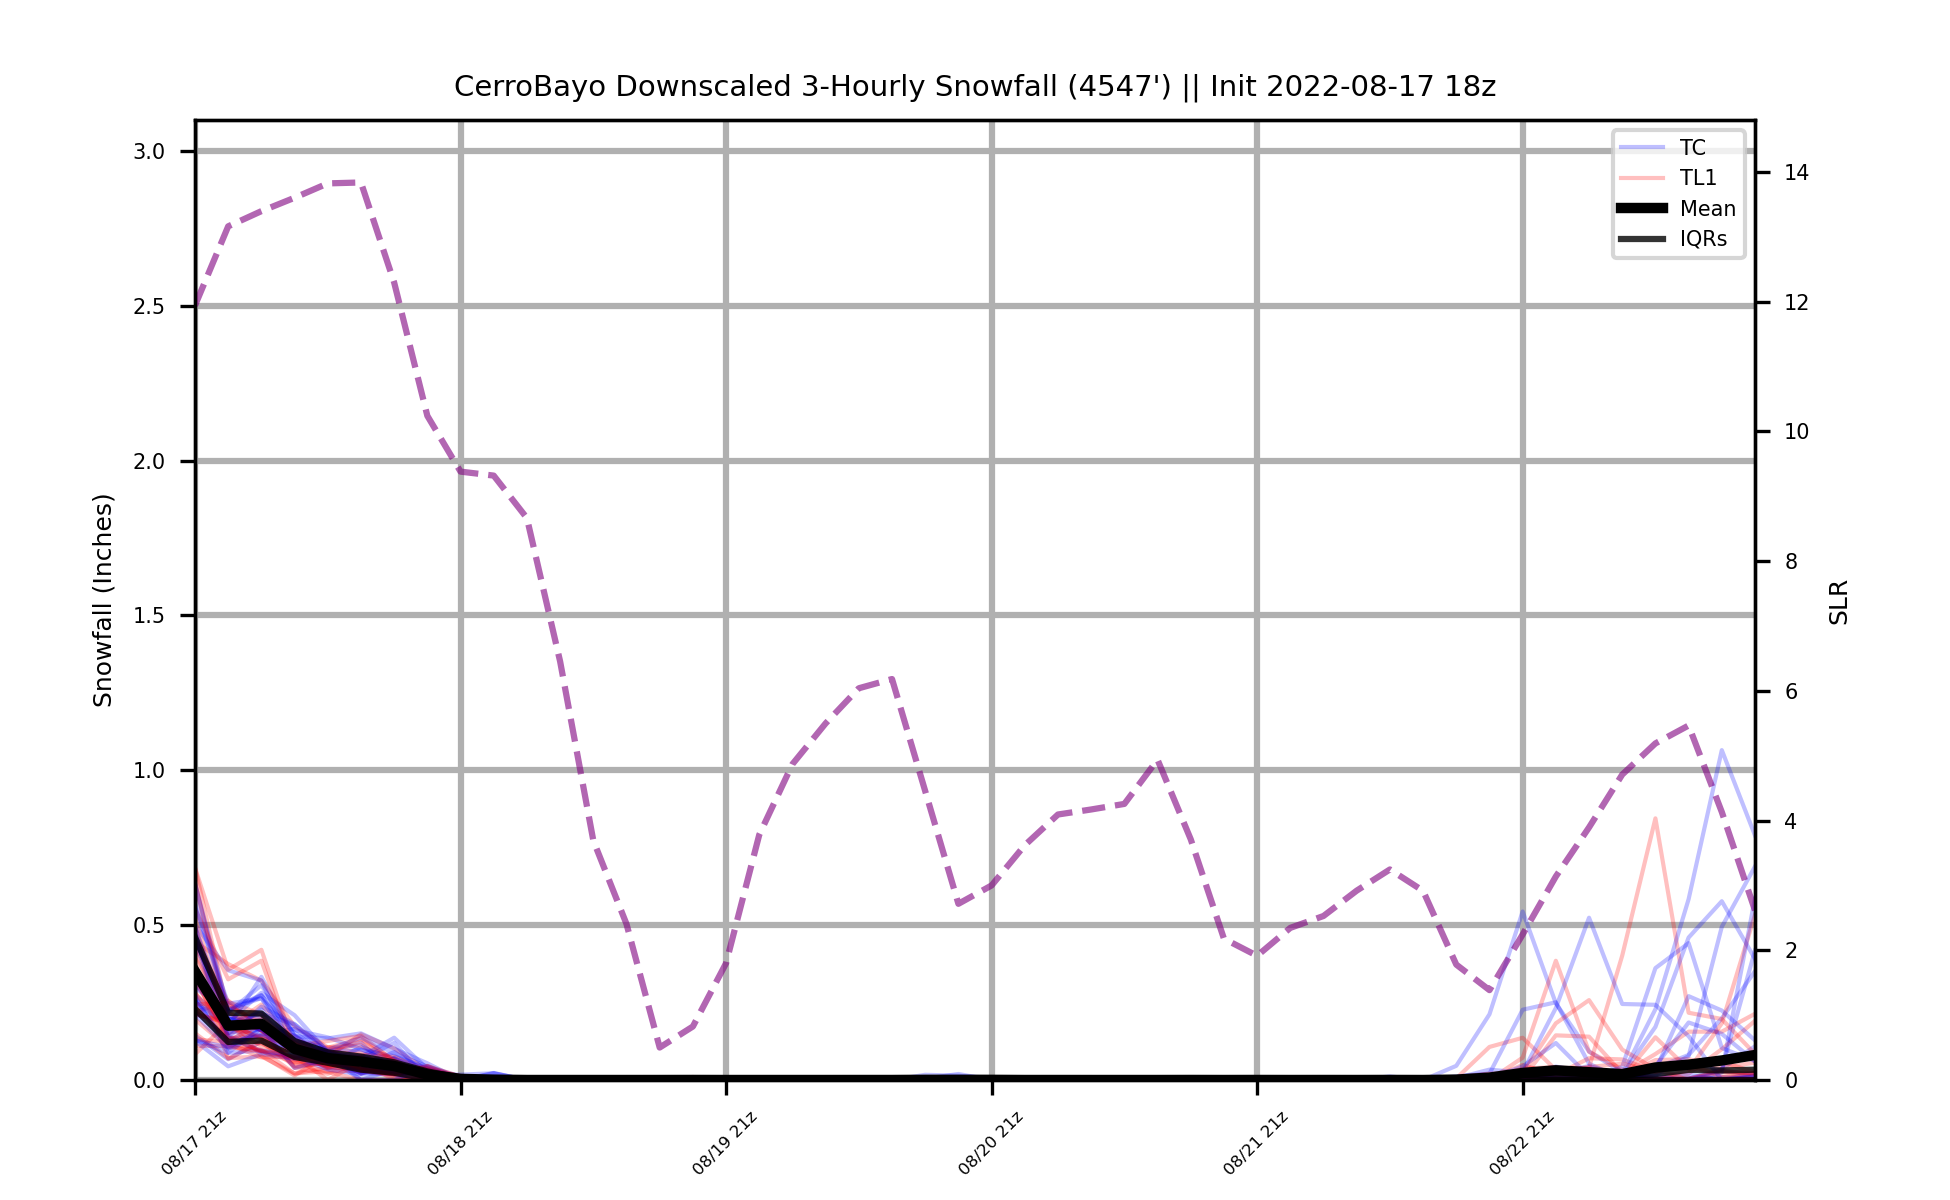 CerroBayo Downscaled 3-Hourly Snowfall (4547') || Init 2022-08-17 18z
TC
TL1
Mean
IQRs
Snowfall (Inches)
3.0
2.5
2.0
1.5
1.0
0.5
0.0
14
12
10
8
6
4
2
0
SLR
08/17 21z
08/18 21z
08/19 21z
08/20 21z
08/21 21z
08/22 21z